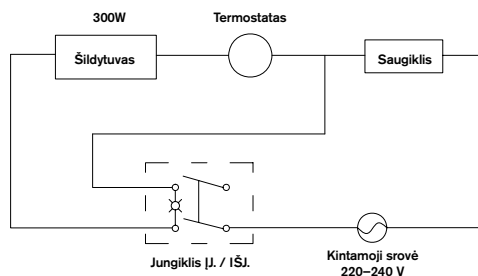 300W
Termostatas
Šildytuvas
Saugiklis
Jungiklis ĮJ. / IŠJ.
Kintamoji srovė
220–240 V